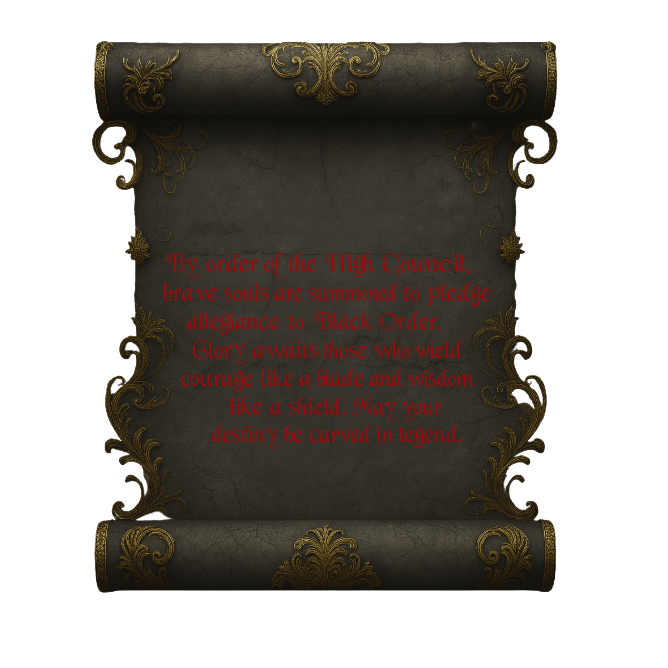 By order of the High Council,
brave souls are summoned to pledge
allegiance to Black Order.
Glory awaits those who wield
courage like a blade and wisdom
like a shield. May your
destiny be carved in legend.